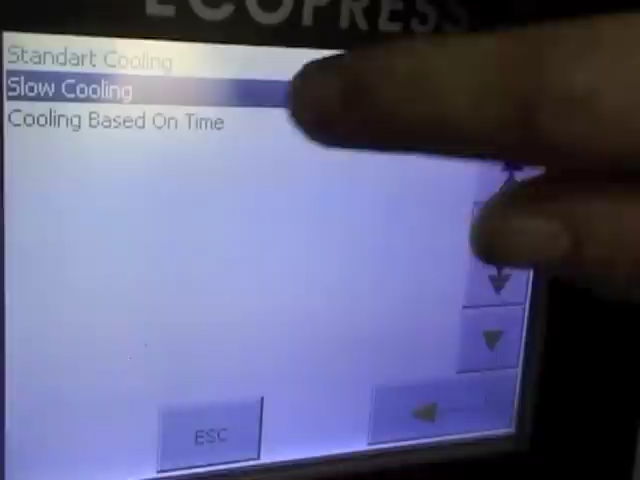 ECOPRESS
Standart Cooling
Slow Cooling
Cooling Based On Time
ESC